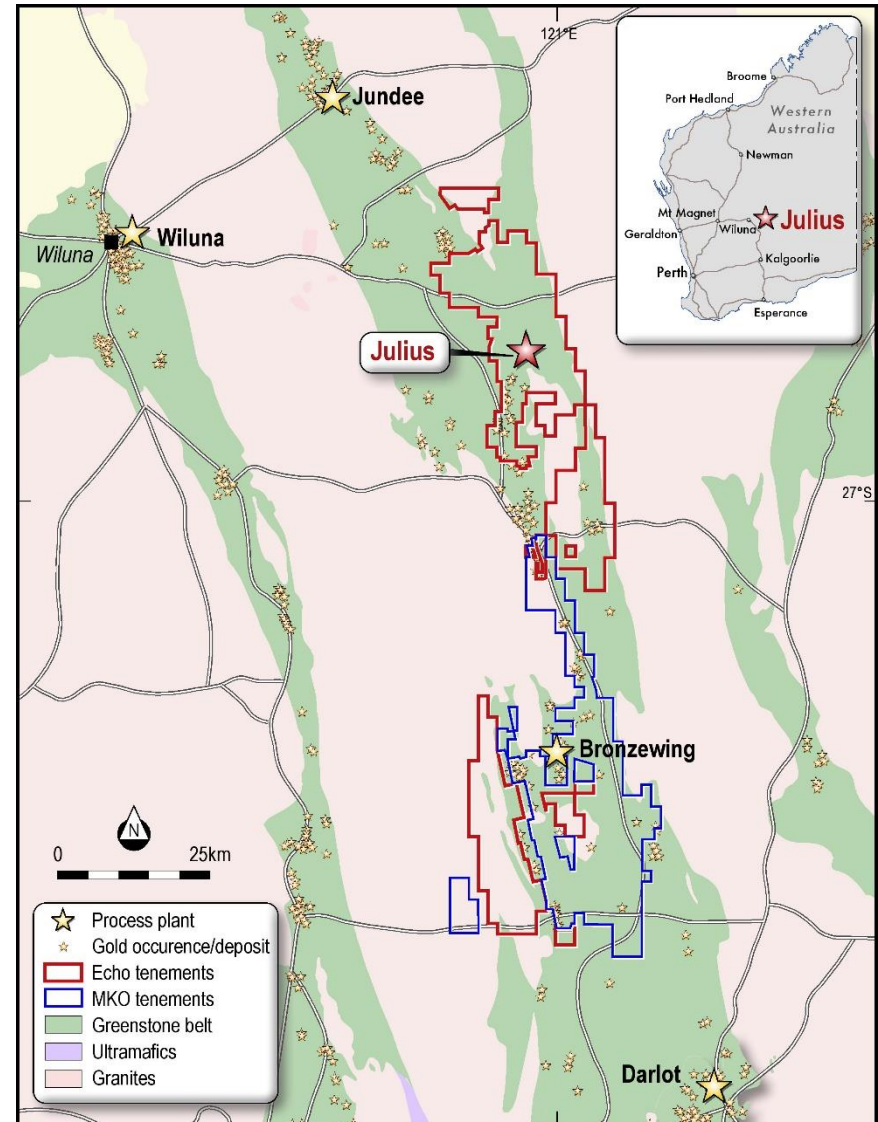 121°E
Broome
Port Hedland
Western
Australia
Newman
Mt Magnet
Wiluna
Julius
Geraldton
Kalgoorlie
Perth
Esperance
Jundee
Wiluna
Wiluna
Julius
27°S
Bronzewing
N
0 25km
Process plant
Gold occurence/deposit
Echo tenements
MKO tenements
Greenstone belt
Ultramafics
Granites
Darlot